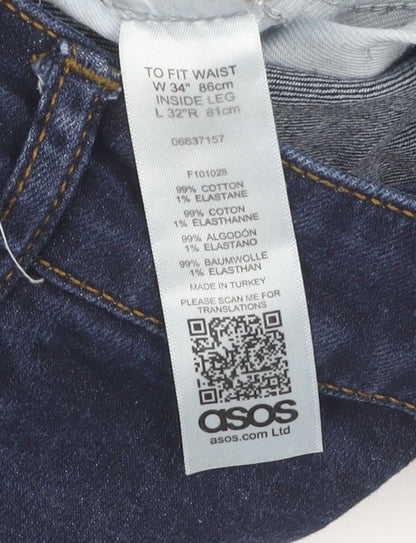 TO FIT WAIST
W 34" 86cm
INSIDE LEG
L 32"R 81cm
06637157
F101028
99% COTTON
1% ELASTANE
99% COTON
1% ELASTHANNE
99% ALGODÓN
1% ELASTANO
99% BAUMWOLLE
1% ELASTHAN
MADE IN TURKEY
PLEASE SCAN ME FOR
TRANSLATIONS
asos
asos.com Ltd